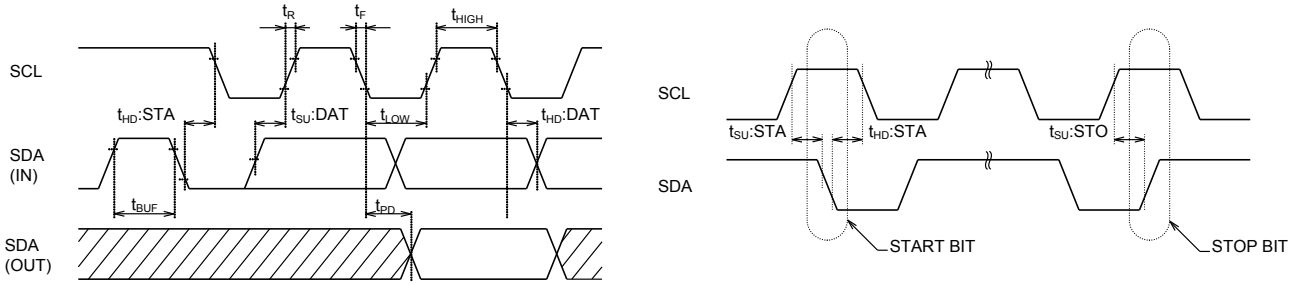 tR
tF
tHIGH
SCL
tHD:STA
tSU:DAT
tLOW
tHD:DAT
SDA
(IN)
tBUF
tPD
SDA
(OUT)
SCL
tSU:STA
tHD:STA
tSU:STO
SDA
START BIT
STOP BIT